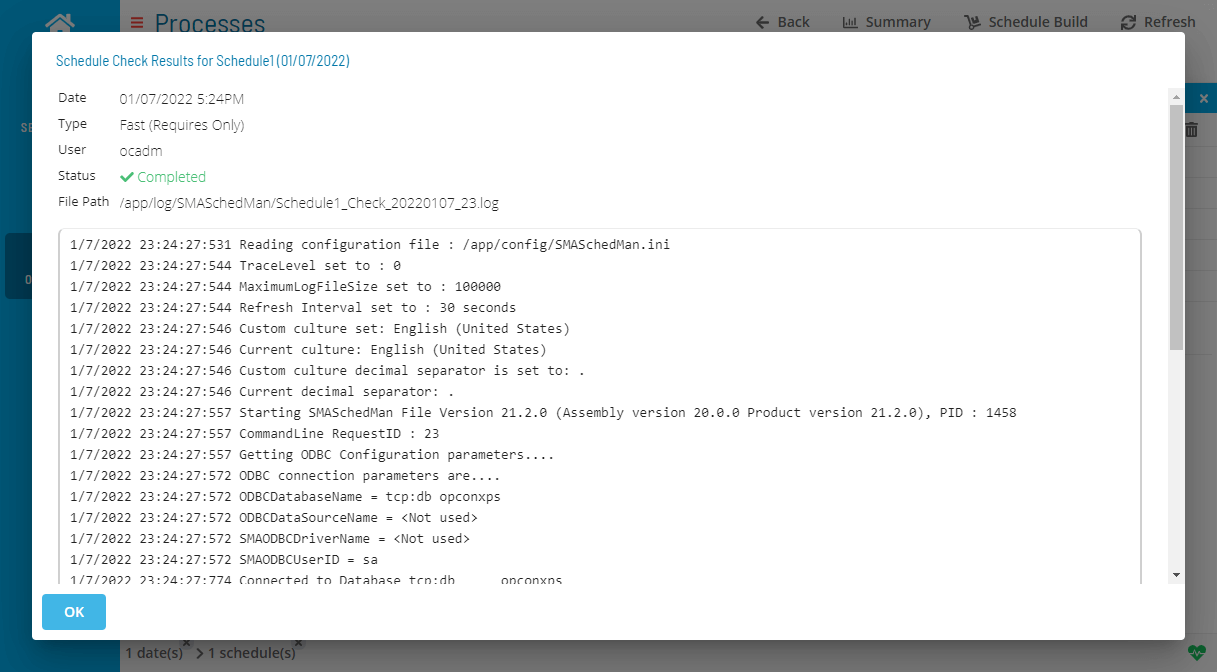 Processes
Back
Summary
Schedule Build
Refresh
Schedule Check Results for Schedule1 (01/07/2022)
Date 01/07/2022 5:24PM
Type Fast (Requires Only)
User ocadm
Status Completed
File Path /app/log/SMASchedMan/Schedule1_Check_20220107_23.log
1/7/2022 23:24:27:531 Reading configuration file : /app/config/SMASchedMan.ini
1/7/2022 23:24:27:544 TraceLevel set to : 0
1/7/2022 23:24:27:544 MaximumLogFileSize set to : 100000
1/7/2022 23:24:27:544 Refresh Interval set to : 30 seconds
1/7/2022 23:24:27:546 Custom culture set: English (United States)
1/7/2022 23:24:27:546 Current culture: English (United States)
1/7/2022 23:24:27:546 Custom culture decimal separator is set to: .
1/7/2022 23:24:27:546 Current decimal separator: .
1/7/2022 23:24:27:557 Starting SMASchedMan File Version 21.2.0 (Assembly version 20.0.0 Product version 21.2.0), PID : 1458
1/7/2022 23:24:27:557 CommandLine RequestID : 23
1/7/2022 23:24:27:557 Getting ODBC Configuration parameters....
1/7/2022 23:24:27:572 ODBC connection parameters are....
1/7/2022 23:24:27:572 ODBCDatabaseName = tcp:db opconxps
1/7/2022 23:24:27:572 ODBCDataSourceName = <Not used>
1/7/2022 23:24:27:572 SMAODBCDriverName = <Not used>
1/7/2022 23:24:27:572 SMAODBCUserID = sa
1/7/2022 23:24:27:774 Connected to Database tcp:db opconxps
OK
1 date(s) > 1 schedule(s)